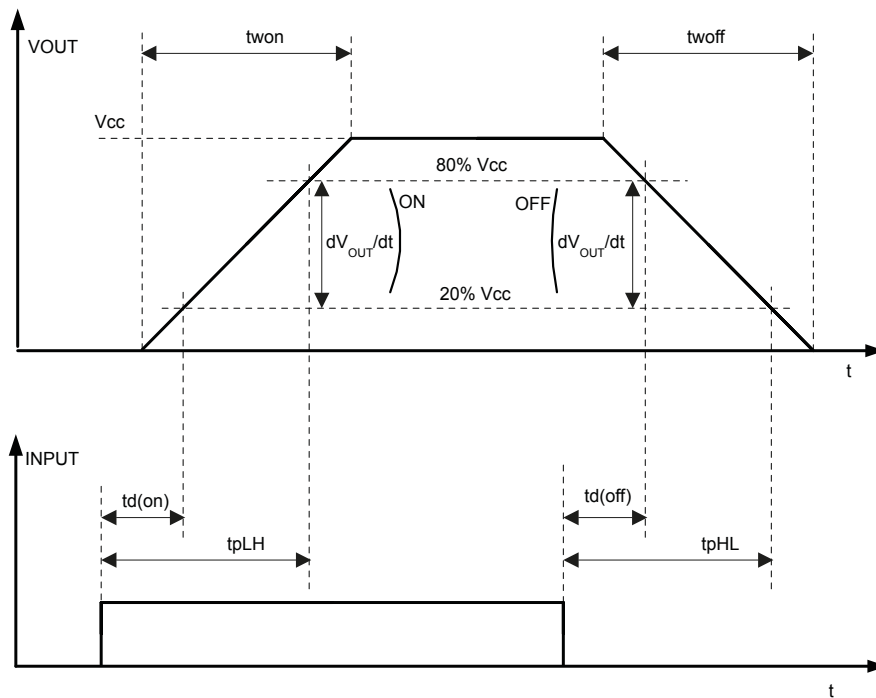 VOUT
twon
twoff
Vcc
80% Vcc
ON
OFF
dVOUT/dt
dVOUT/dt
20% Vcc
t
INPUT
td(on)
td(off)
tpLH
tpHL
t